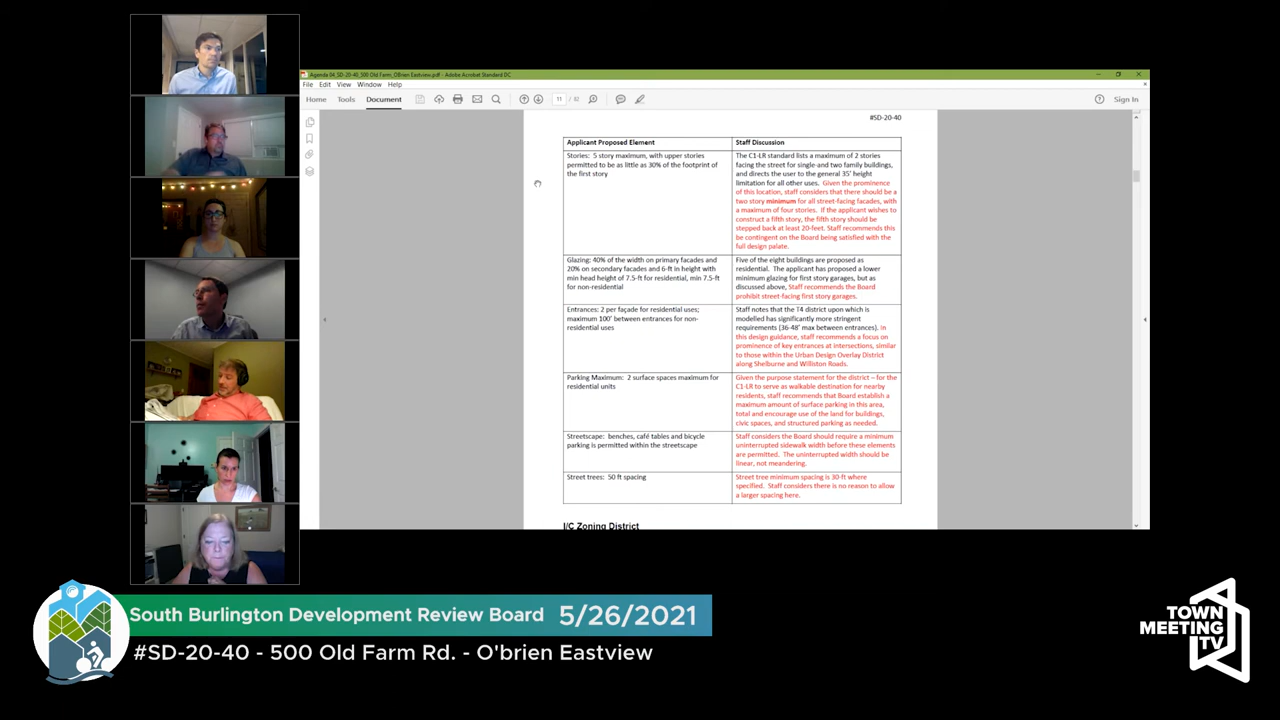 Agenda 04_SD-20-40_500 Old Farm_OBrien Eastview.pdf - Adobe Acrobat Standard DC
File Edit View Window Help
Home Tools Document
11 / 82
Sign In
#SD-20-40
Applicant Proposed Element
Stories: 5 story maximum, with upper stories
permitted to be as little as 30% of the footprint of
the first story
Staff Discussion
The C1-LR standard lists a maximum of 2 stories
facing the street for single-and two family buildings,
and directs the user to the general 35' height
limitation for all other uses. Given the prominence
of this location, staff considers that there should be a
two story minimum for all street-facing facades, with
a maximum of four stories. If the applicant wishes to
construct a fifth story, the fifth story should be
stepped back at least 20-feet. Staff recommends this
be contingent on the Board being satisfied with the
full design palate.
Glazing: 40% of the width on primary facades and
20% on secondary facades and 6-ft in height with
min head height of 7.5-ft for residential, min 7.5-ft
for non-residential
Five of the eight buildings are proposed as
residential. The applicant has proposed a lower
minimum glazing for first story garages, but as
discussed above, Staff recommends the Board
prohibit street-facing first story garages.
Entrances: 2 per façade for residential uses;
maximum 100' between entrances for non-
residential uses
Staff notes that the T4 district upon which is
modelled has significantly more stringent
requirements (36-48' max between entrances). In
this design guidance, staff recommends a focus on
prominence of key entrances at intersections, similar
to those within the Urban Design Overlay District
along Shelburne and Williston Roads.
Parking Maximum: 2 surface spaces maximum for
residential units
Given the purpose statement for the district – for the
C1-LR to serve as walkable destination for nearby
residents, staff recommends that Board establish a
maximum amount of surface parking in this area,
total and encourage use of the land for buildings,
civic spaces, and structured parking as needed.
Streetscape: benches, café tables and bicycle
parking is permitted within the streetscape
Staff considers the Board should require a minimum
uninterrupted sidewalk width before these elements
are permitted. The uninterrupted width should be
linear, not meandering.
Street trees: 50 ft spacing
Street tree minimum spacing is 30-ft where
specified. Staff considers there is no reason to allow
a larger spacing here.
I/C Zoning District
South Burlington Development Review Board 5/26/2021
#SD-20-40 - 500 Old Farm Rd. - O'brien Eastview
TOWN
MEETING
TV